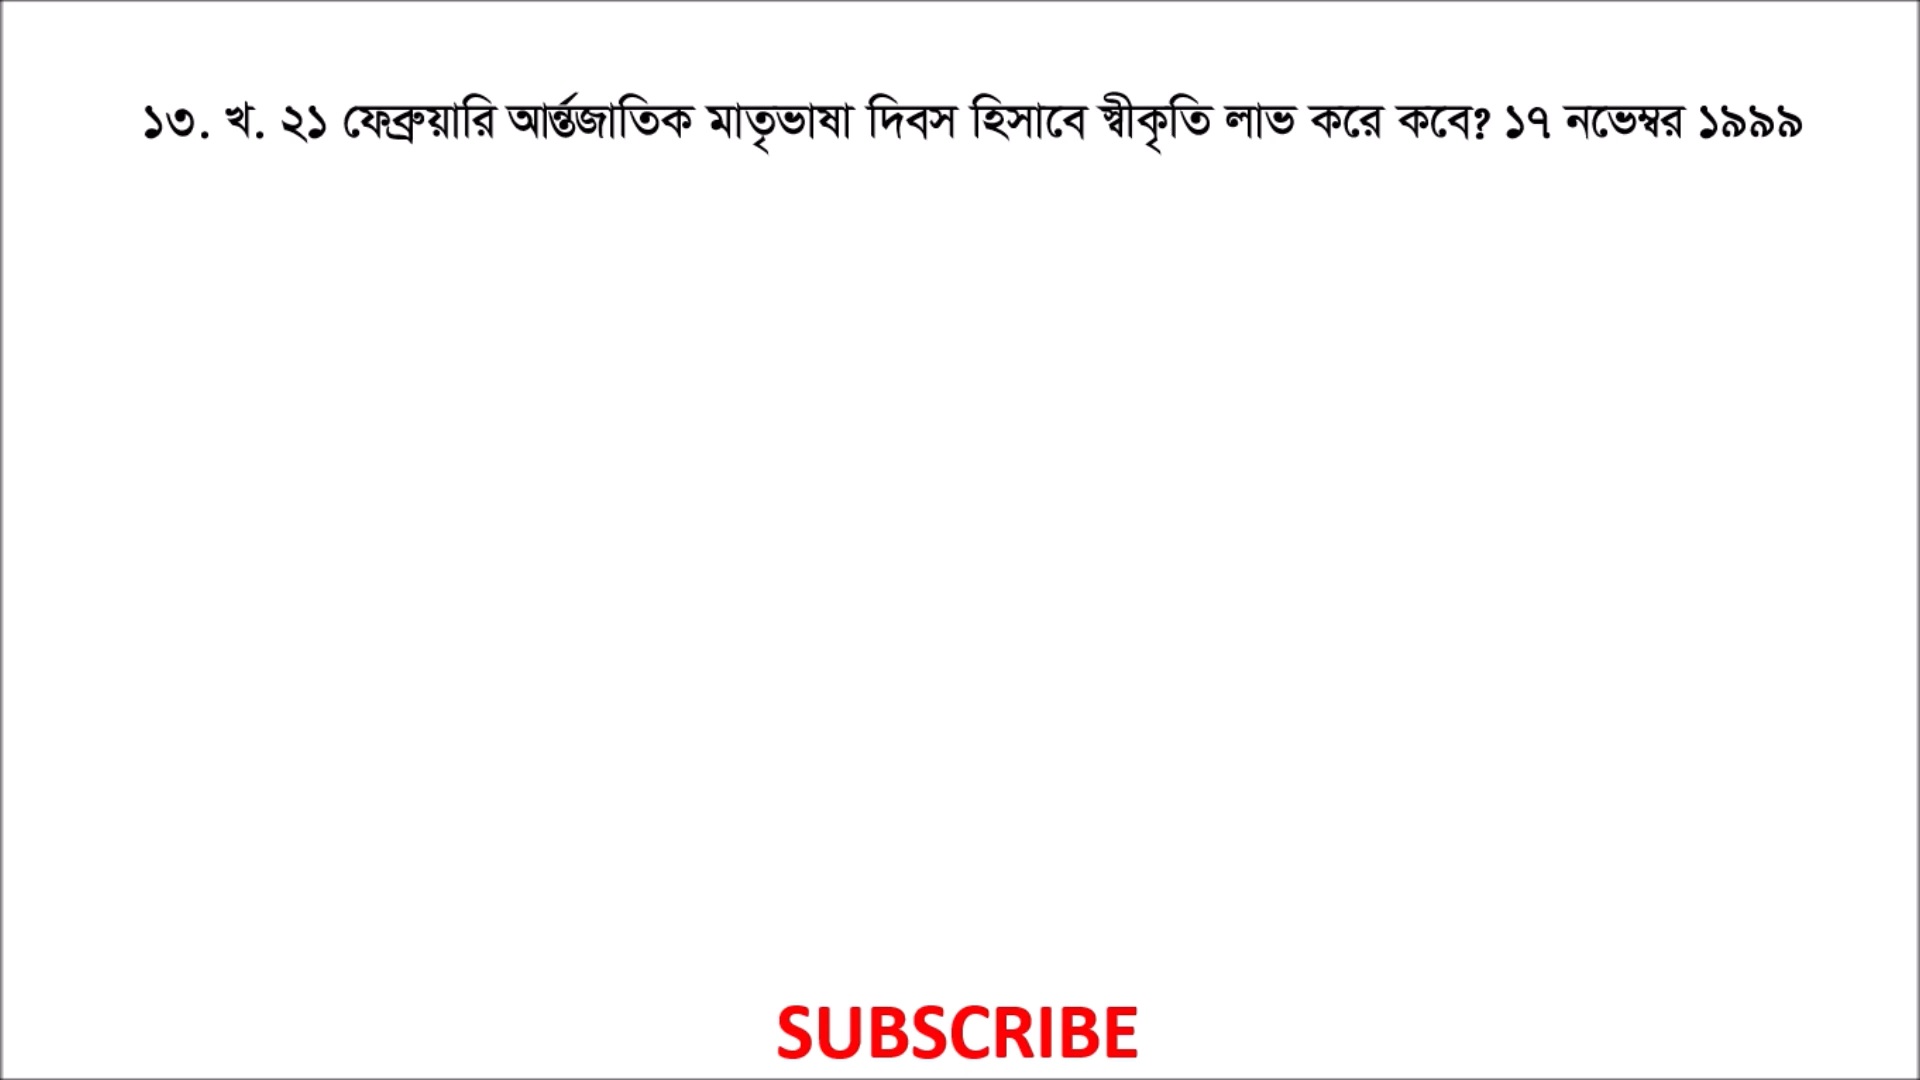 ১৩. খ. ২১ ফেব্রুয়ারি আর্ন্তজাতিক মাতৃভাষা দিবস হিসাবে স্বীকৃতি লাভ করে কবে? ১৭ নভেম্বর ১৯৯৯
SUBSCRIBE